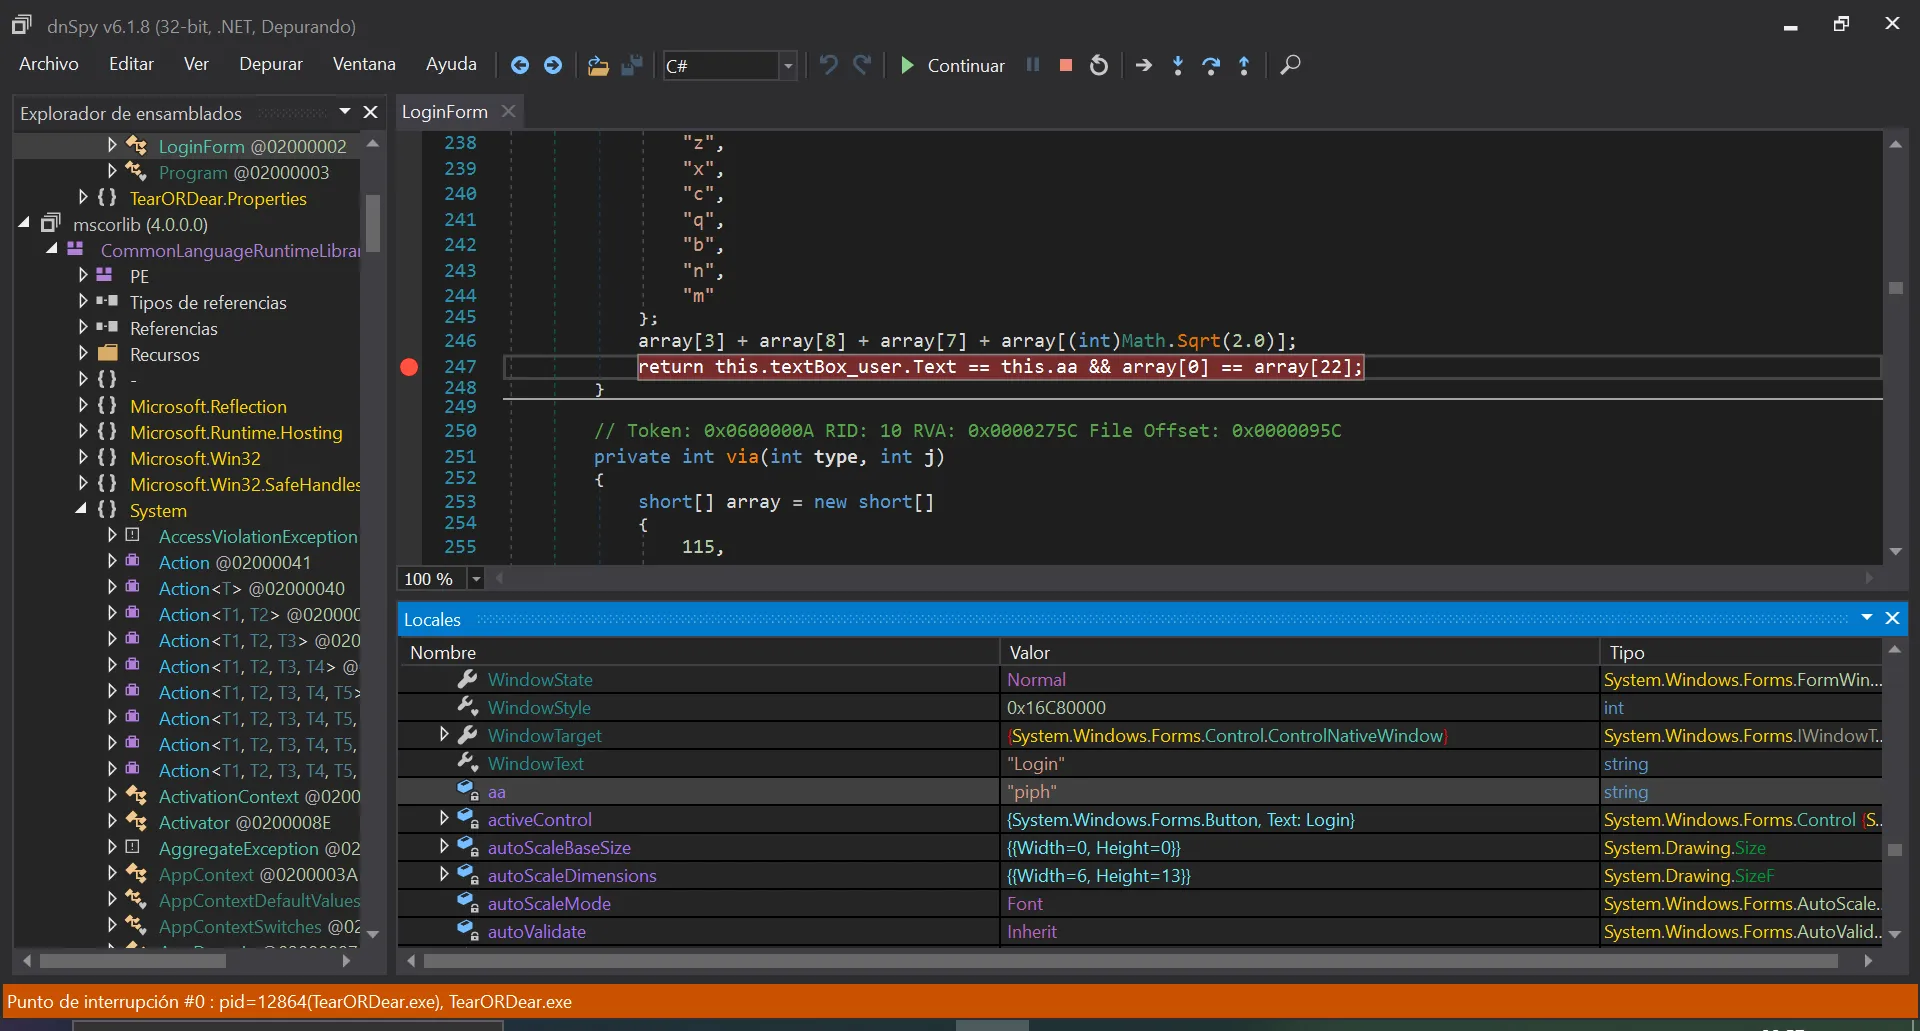 dnSpy v6.1.8 (32-bit, .NET, Depurando)
Archivo Editar Ver Depurar Ventana Ayuda C# Continuar
Explorador de ensamblados
LoginForm @02000002
Program @02000003
TearORDear.Properties
mscorlib (4.0.0.0)
CommonLanguageRuntimeLibrar
PE
Tipos de referencias
Referencias
Recursos
-
Microsoft.Reflection
Microsoft.Runtime.Hosting
Microsoft.Win32
Microsoft.Win32.SafeHandles
System
AccessViolationException
Action @02000041
Action<T> @02000040
Action<T1, T2> @020000
Action<T1, T2, T3> @020
Action<T1, T2, T3, T4> @
Action<T1, T2, T3, T4, T5>
Action<T1, T2, T3, T4, T5,
Action<T1, T2, T3, T4, T5,
Action<T1, T2, T3, T4, T5,
ActivationContext @0200
Activator @0200008E
AggregateException @02
AppContext @0200003A
AppContextDefaultValues
AppContextSwitches @02
LoginForm
238 "z",
239 "x",
240 "c",
241 "q",
242 "b",
243 "n",
244 "m"
245 };
246 array[3] + array[8] + array[7] + array[(int)Math.Sqrt(2.0)];
247 return this.textBox_user.Text == this.aa && array[0] == array[22];
248 }
249
250 // Token: 0x0600000A RID: 10 RVA: 0x0000275C File Offset: 0x0000095C
251 private int via(int type, int j)
252 {
253 short[] array = new short[]
254 {
255 115,
100 %
Locales
Nombre Valor Tipo
WindowState Normal System.Windows.Forms.FormWin...
WindowStyle 0x16C80000 int
WindowTarget {System.Windows.Forms.Control.ControlNativeWindow} System.Windows.Forms.IWindowT...
WindowText "Login" string
aa "piph" string
activeControl {System.Windows.Forms.Button, Text: Login} System.Windows.Forms.Control {S...
autoScaleBaseSize {{Width=0, Height=0}} System.Drawing.Size
autoScaleDimensions {{Width=6, Height=13}} System.Drawing.SizeF
autoScaleMode Font System.Windows.Forms.AutoScale...
autoValidate Inherit System.Windows.Forms.AutoValid...
Punto de interrupción #0 : pid=12864(TearORDear.exe), TearORDear.exe